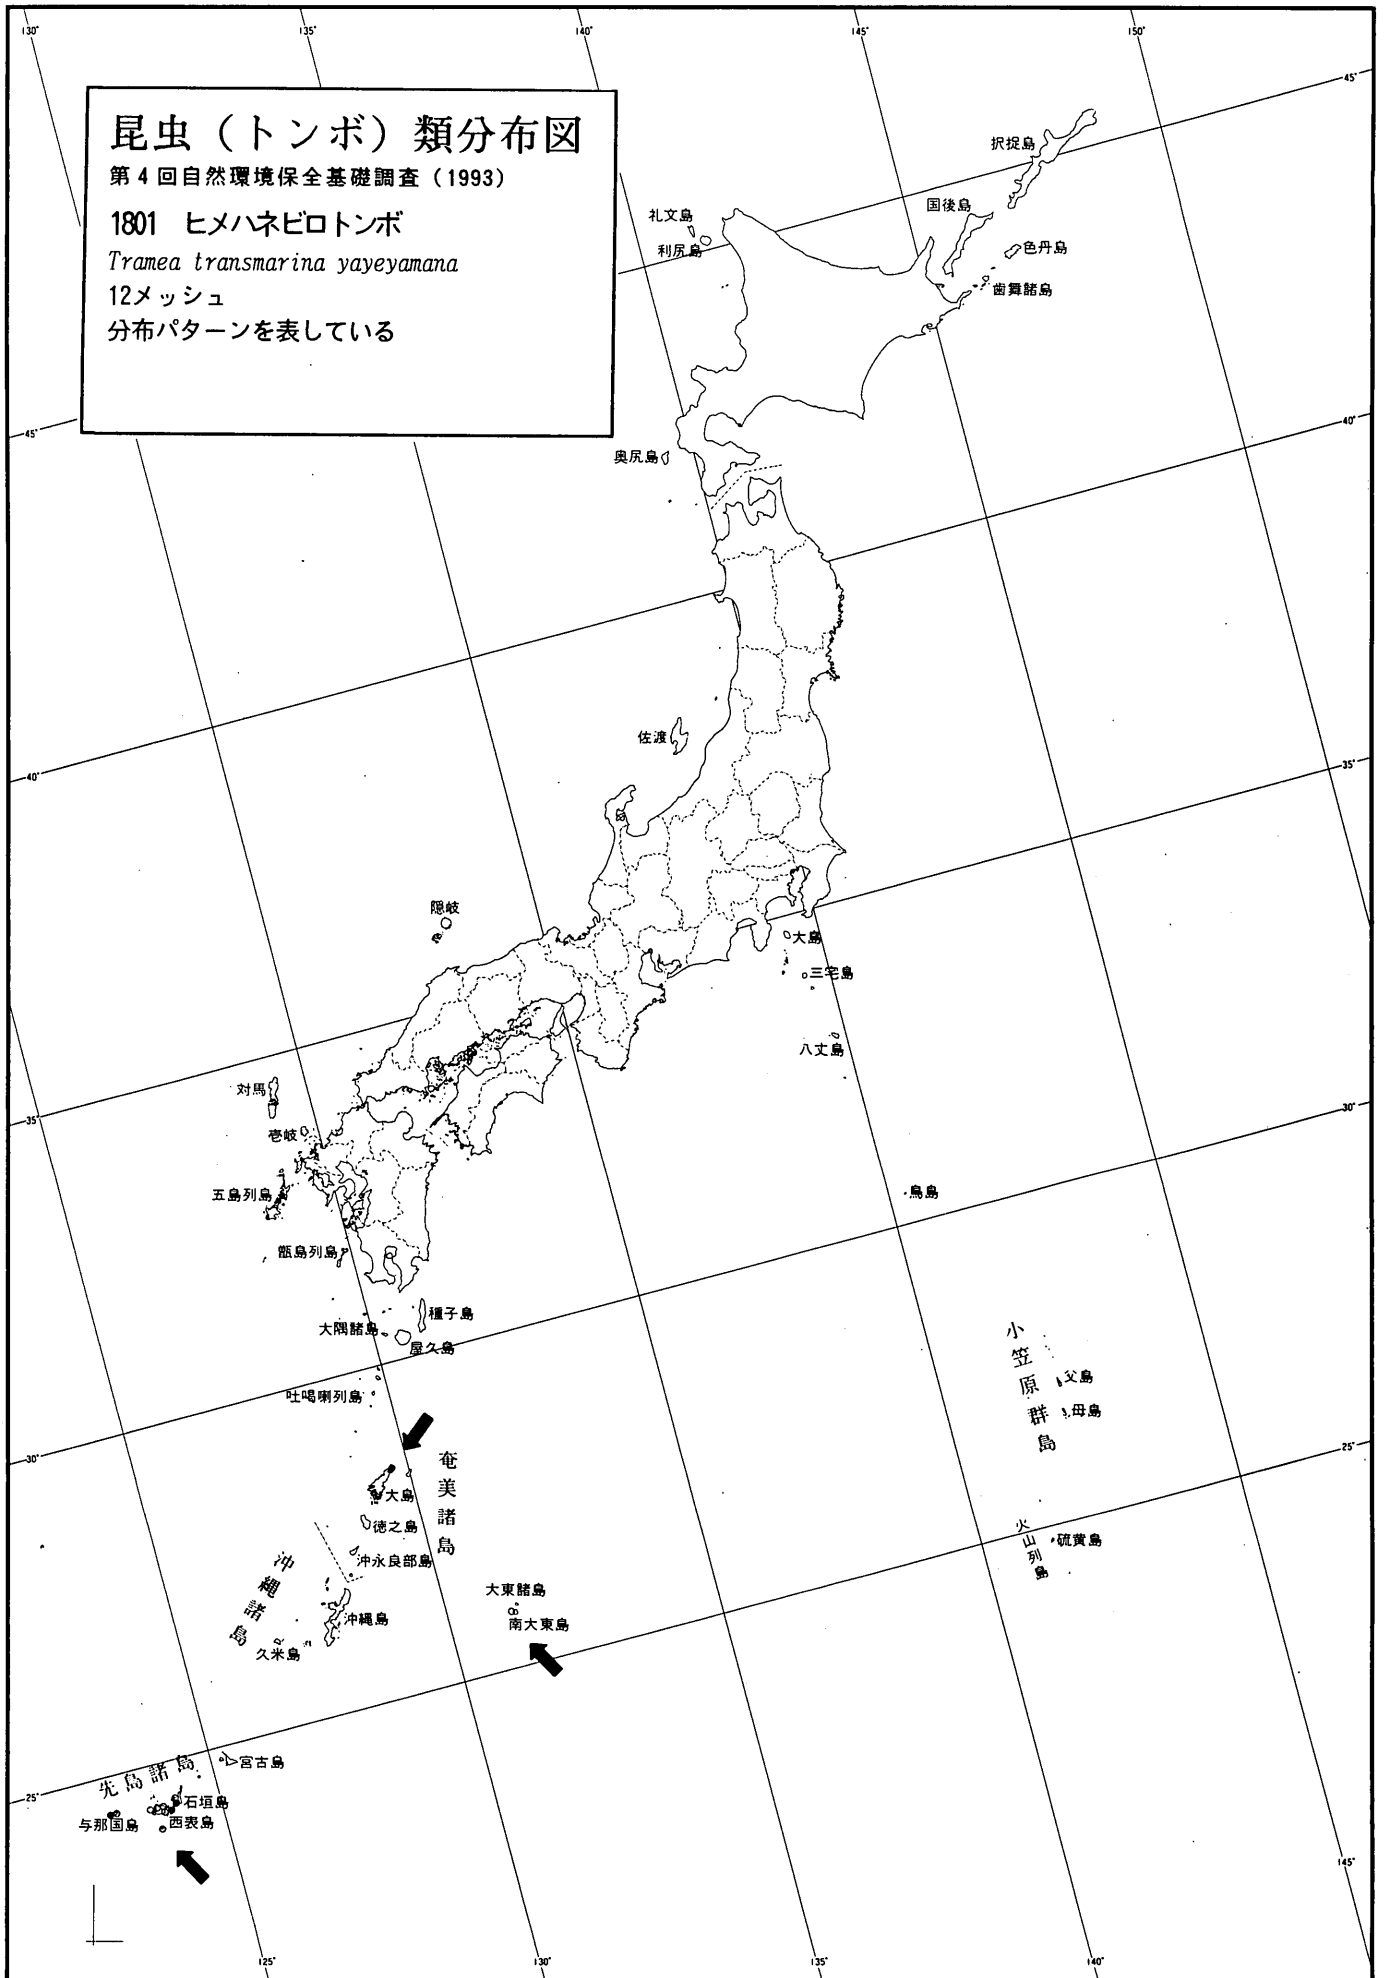 130°
135°
140°
145°
150°
昆虫（トンボ）類分布図
第4回自然環境保全基礎調査（1993）
1801　ヒメハネビロトンボ
Tramea transmarina yayeyamana
12メッシュ
分布パターンを表している
45°
択捉島
国後島
色丹島
歯舞諸島
礼文島
利尻島
45°
40°
奥尻島
佐渡
40°
35°
隠岐
大島
三宅島
八丈島
対馬
壱岐
35°
30°
五島列島
鳥島
甑島列島
種子島
大隅諸島
屋久島
吐喝喇列島
小笠原群島
父島
母島
30°
25°
奄美諸島
大島
徳之島
沖永良部島
火山列島
硫黄島
沖縄諸島
沖縄島
久米島
大東諸島
南大東島
先島諸島
宮古島
石垣島
西表島
与那国島
25°
145°
125°
130°
135°
140°